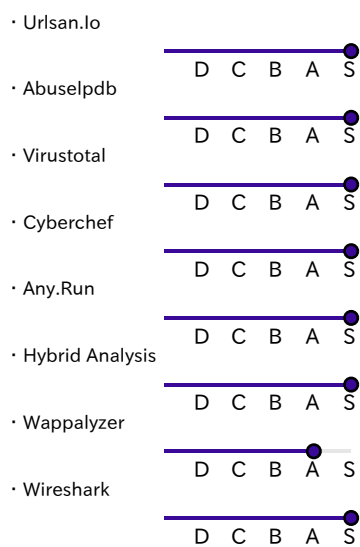 · Urlsan.Io
D C B A S
· Abuselpdb
D C B A S
· Virustotal
D C B A S
· Cyberchef
D C B A S
· Any.Run
D C B A S
· Hybrid Analysis
D C B A S
· Wappalyzer
D C B A S
· Wireshark
D C B A S